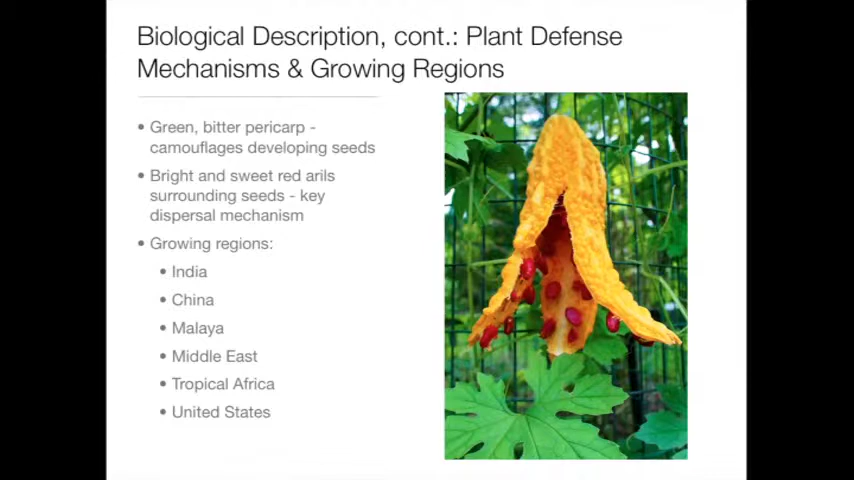 Biological Description, cont.: Plant Defense
Mechanisms & Growing Regions
• Green, bitter pericarp -
camouflages developing seeds
• Bright and sweet red arils
surrounding seeds - key
dispersal mechanism
• Growing regions:
• India
• China
• Malaya
• Middle East
• Tropical Africa
• United States